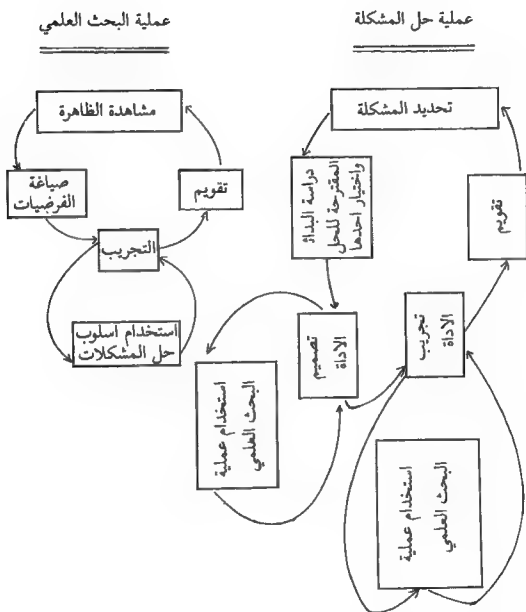 عملية حل المشكلة
تحديد المشكلة
دراسة البدائ
المقترحة للحل
واختيار احدها
تصميم
الاداة
استخدام عملية
البحث العلمي
تجريب
الاداة
استخدام عملية
البحث العلمي
تقويم
عملية البحث العلمي
مشاهدة الظاهرة
صياغة
الفرضيات
التجريب
استخدام اسلوب
حل المشكلات
تقويم